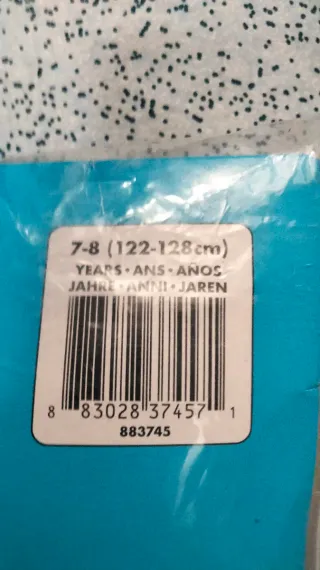 7-8 (122-128cm)
YEARS • ANS • AÑOS
JAHRE • ANNI • JAREN
8 83028 37457 1
883745